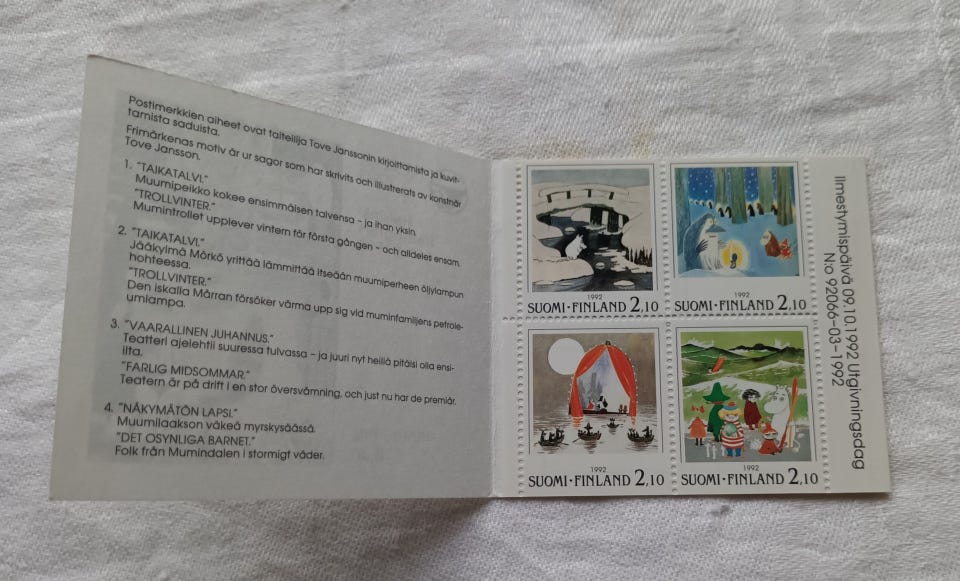 Postimerkkien aiheet ovat taiteilija Tove Janssonin kirjoittamista ja kuvit-
tamista saduista.
Frimärkenas motiv är ur sagor som har skrivits och illustrerats av konstnär
Tove Jansson.
1. "TAIKATALVI."
Muumipeikko kokee ensimmäisen talvensa – ja ihan yksin.
"TROLLVINTER."
Mumintrollet upplever vintern för första gången – och alldeles ensam.
2. "TAIKATALVI."
Jääkylmä Mörkö yrittää lämmittää itseään muumiperheen öljylampun
hohteessa.
"TROLLVINTER."
Den iskalla Mårran försöker värma upp sig vid muminfamiljens petrole-
umlampa.
3. "VAARALLINEN JUHANNUS."
Teatteri ajelehtii suuressa tulvassa – ja juuri nyt heillä pitäisi olla ensi-
ilta.
"FARLIG MIDSOMMAR."
Teatern är på drift i en stor översvämning, och just nu har de premiär.
4. "NÄKYMÄTÖN LAPSI."
Muumilaakson väkeä myrskysäässä.
"DET OSYNLIGA BARNET."
Folk från Mumindalen i stormigt väder.
1992
SUOMI·FINLAND 2,10
1992
SUOMI·FINLAND 2,10
1992
SUOMI·FINLAND 2,10
1992
SUOMI·FINLAND 2,10
Ilmestymispäivä 09.10.1992 Utgivningsdag
N:o 92066-03-1992